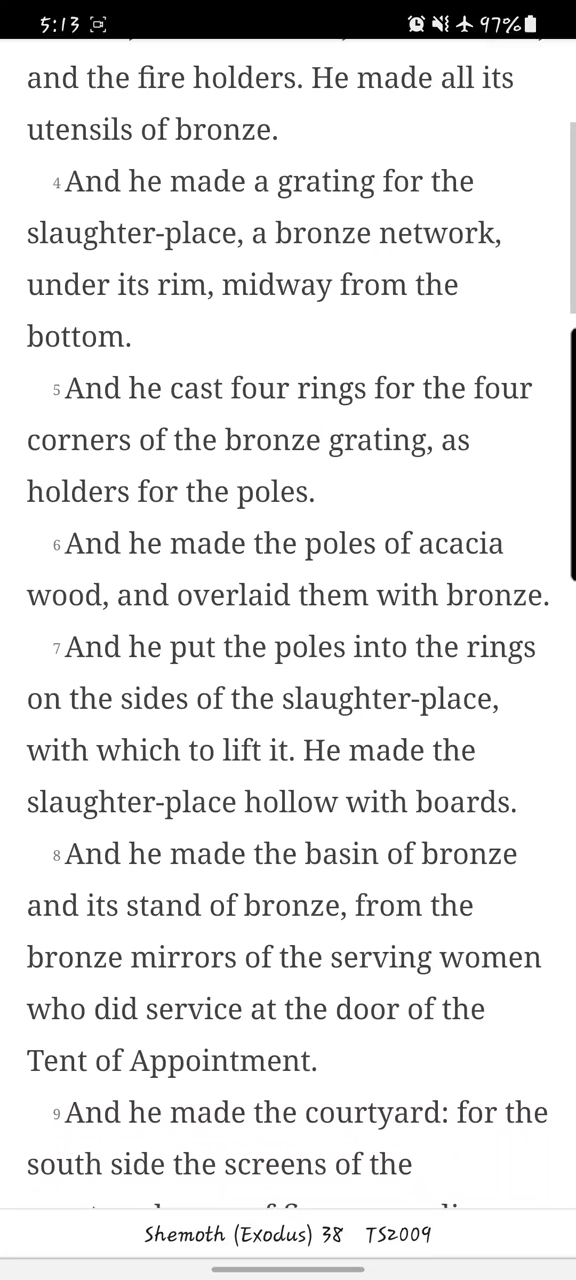 5:13 97%
and the fire holders. He made all its
utensils of bronze.
4 And he made a grating for the
slaughter-place, a bronze network,
under its rim, midway from the
bottom.
5 And he cast four rings for the four
corners of the bronze grating, as
holders for the poles.
6 And he made the poles of acacia
wood, and overlaid them with bronze.
7 And he put the poles into the rings
on the sides of the slaughter-place,
with which to lift it. He made the
slaughter-place hollow with boards.
8 And he made the basin of bronze
and its stand of bronze, from the
bronze mirrors of the serving women
who did service at the door of the
Tent of Appointment.
9 And he made the courtyard: for the
south side the screens of the
Shemoth (Exodus) 38 TS2009